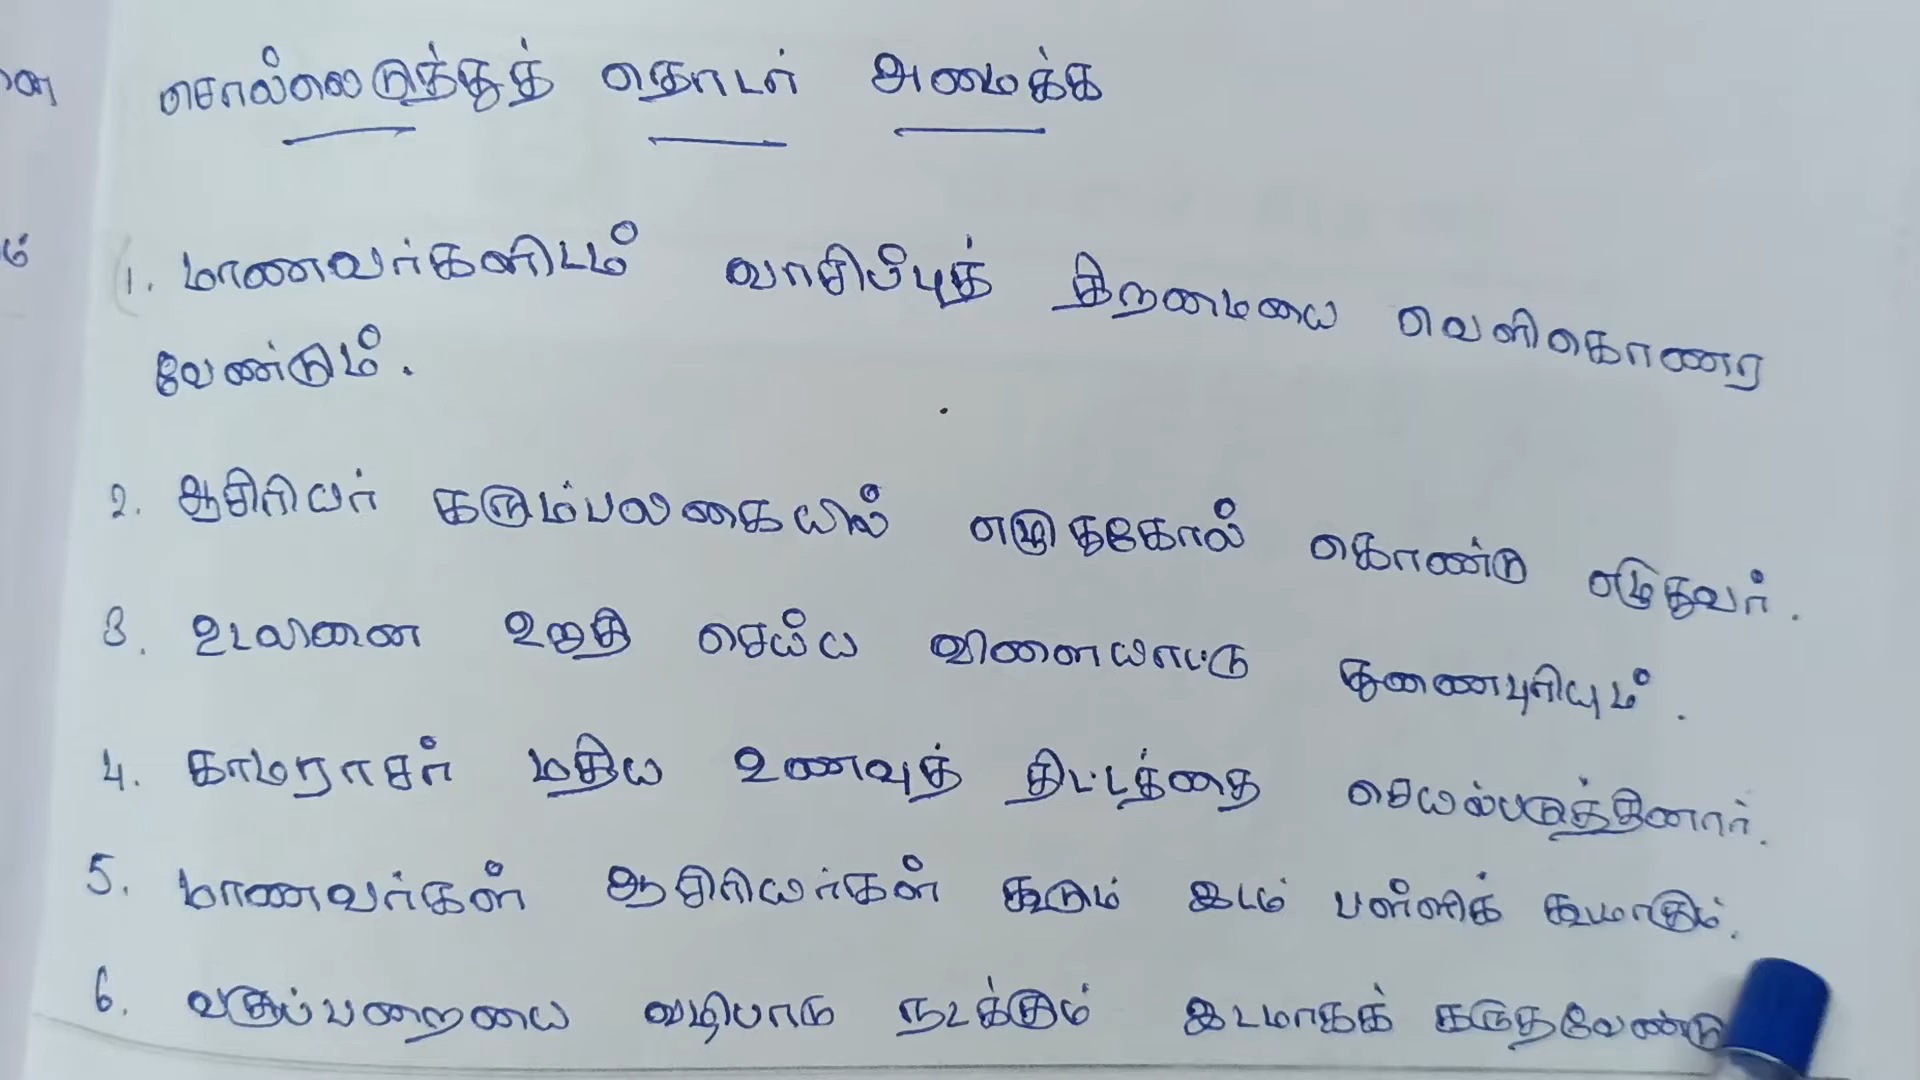 சொல்லெடுத்துத் தொடர் அமைக்க
1. மாணவர்களிடம் வாசிப்புத் திறமையை வெளிகொணர
வேண்டும்.
2. ஆசிரியர் கரும்பலகையில் எழுதுகோல் கொண்டு எழுதுவர்.
3. உடலினை உறுதி செய்ய விளையாட்டு துணைபுரியும்.
4. காமராசர் மதிய உணவுத் திட்டத்தை செயல்படுத்தினார்.
5. மாணவர்கள் ஆசிரியர்கள் கூடும் இடம் பள்ளிக் கூடமாகும்.
6. வகுப்பறையை வழிபாடு நடக்கும் இடமாகக் கருதவேண்டு